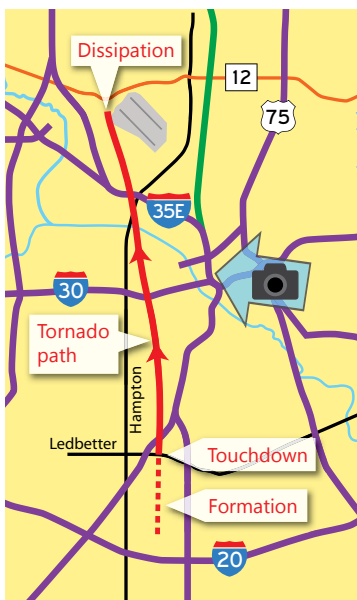 Dissipation
12
75
35E
30
Tornado
path
Hampton
Ledbetter
Touchdown
Formation
20